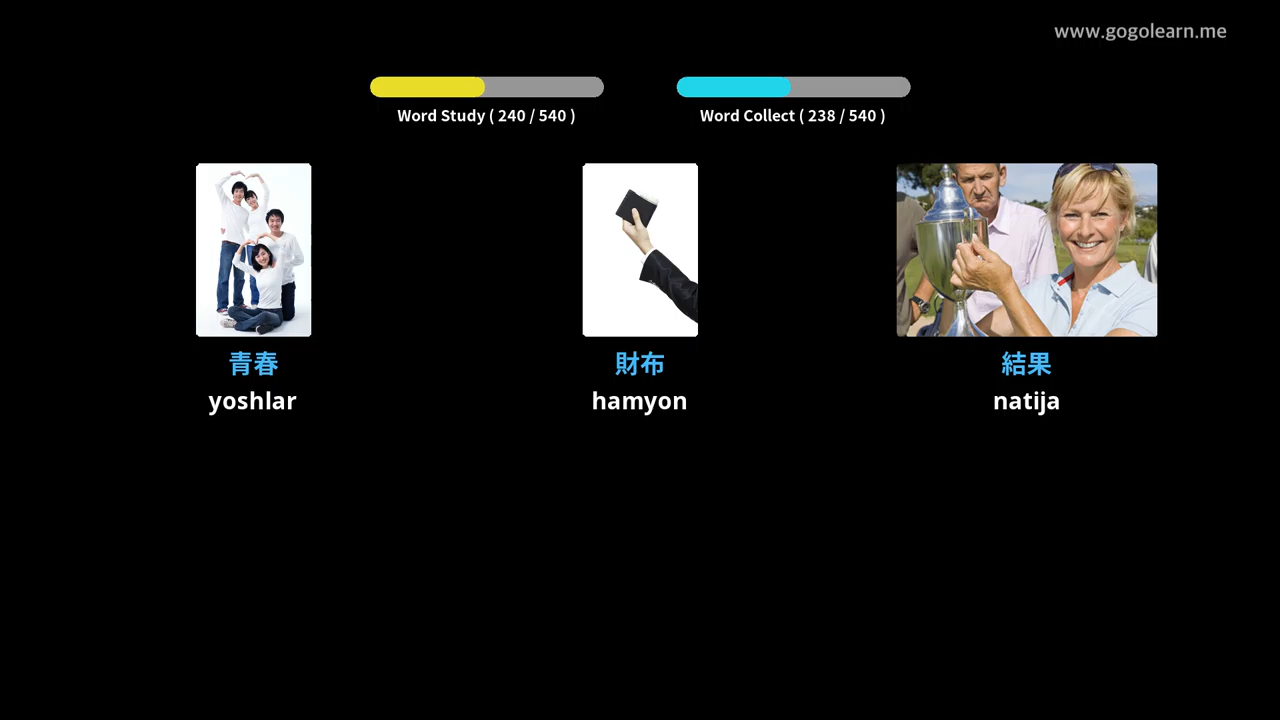 www.gogolearn.me
Word Study ( 240 / 540 )
Word Collect ( 238 / 540 )
青春
財布
結果
yoshlar
hamyon
natija